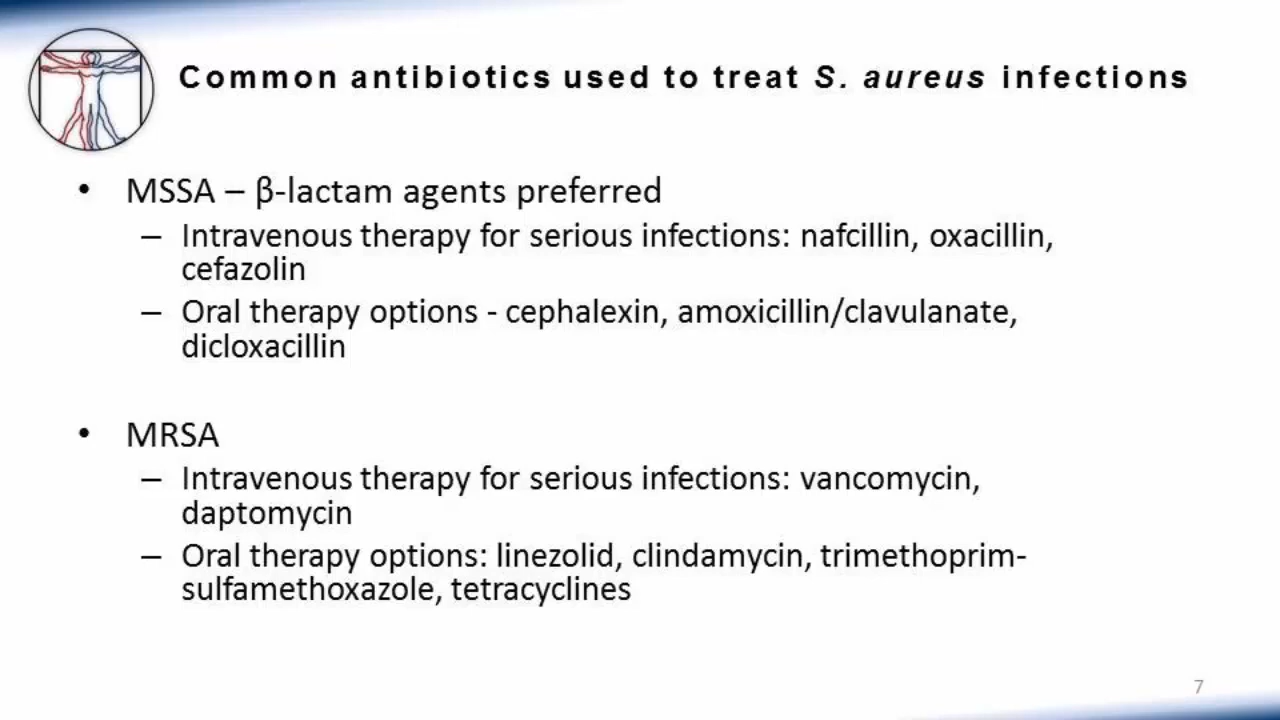 Common antibiotics used to treat S. aureus infections
• MSSA – β-lactam agents preferred
– Intravenous therapy for serious infections: nafcillin, oxacillin,
cefazolin
– Oral therapy options - cephalexin, amoxicillin/clavulanate,
dicloxacillin
• MRSA
– Intravenous therapy for serious infections: vancomycin,
daptomycin
– Oral therapy options: linezolid, clindamycin, trimethoprim-
sulfamethoxazole, tetracyclines
7